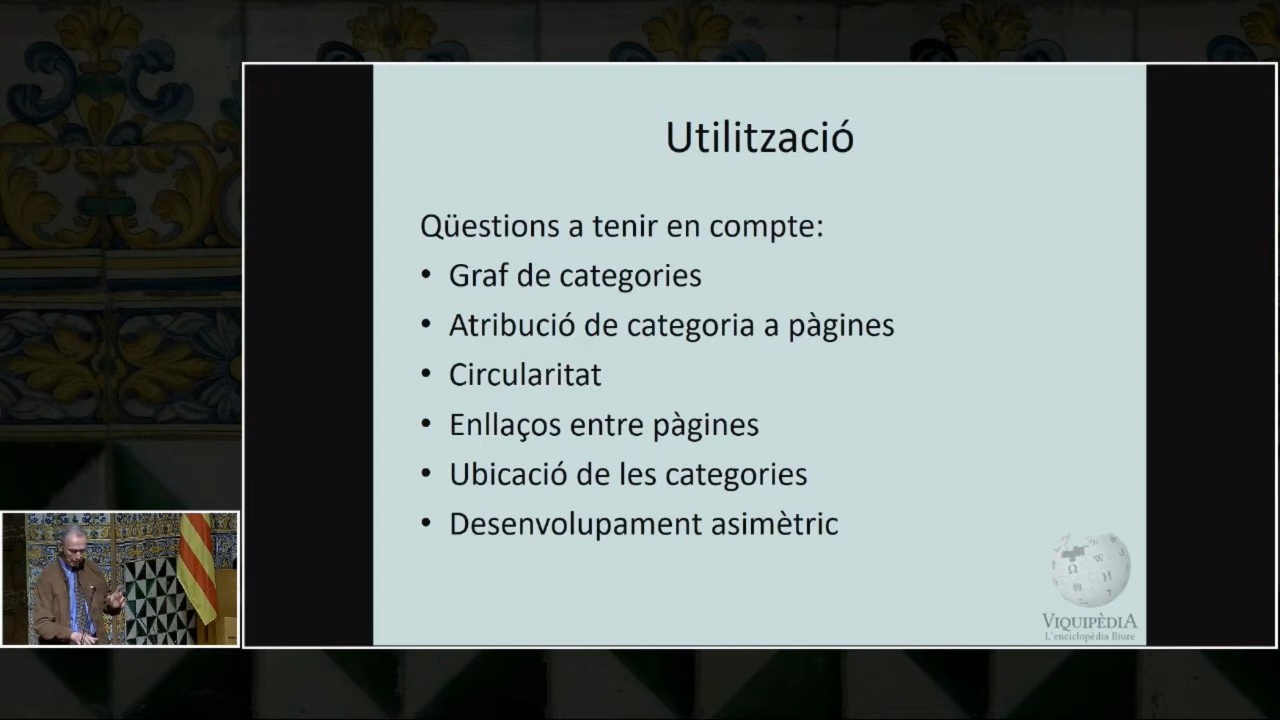 Utilització
Qüestions a tenir en compte:
• Graf de categories
• Atribució de categoria a pàgines
• Circularitat
• Enllaços entre pàgines
• Ubicació de les categories
• Desenvolupament asimètric
Ω W И
VIQUIPÈDIA
L'enciclopèdia lliure